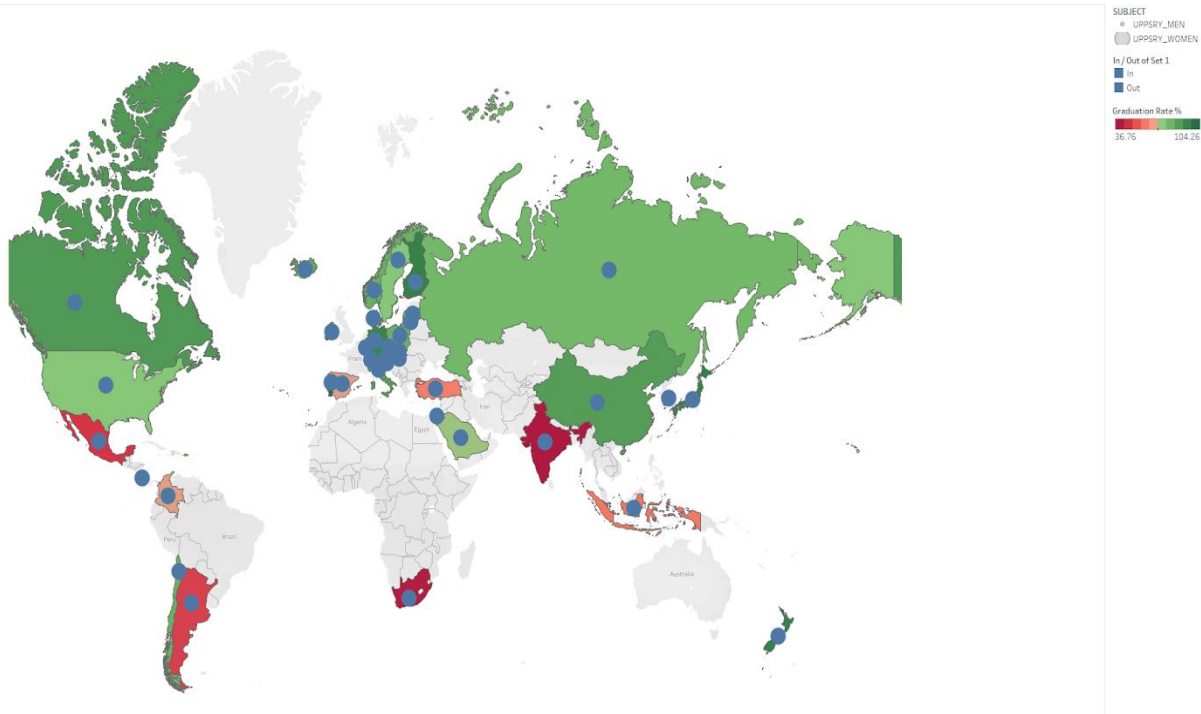 SUBJECT
UPPSRY_MEN
UPPSRY_WOMEN
In / Out of Set 1
In
Out
Graduation Rate %
36.76 104.26
Franc
Algeria
Egypt
Iran
Peru
Brazil
Australia